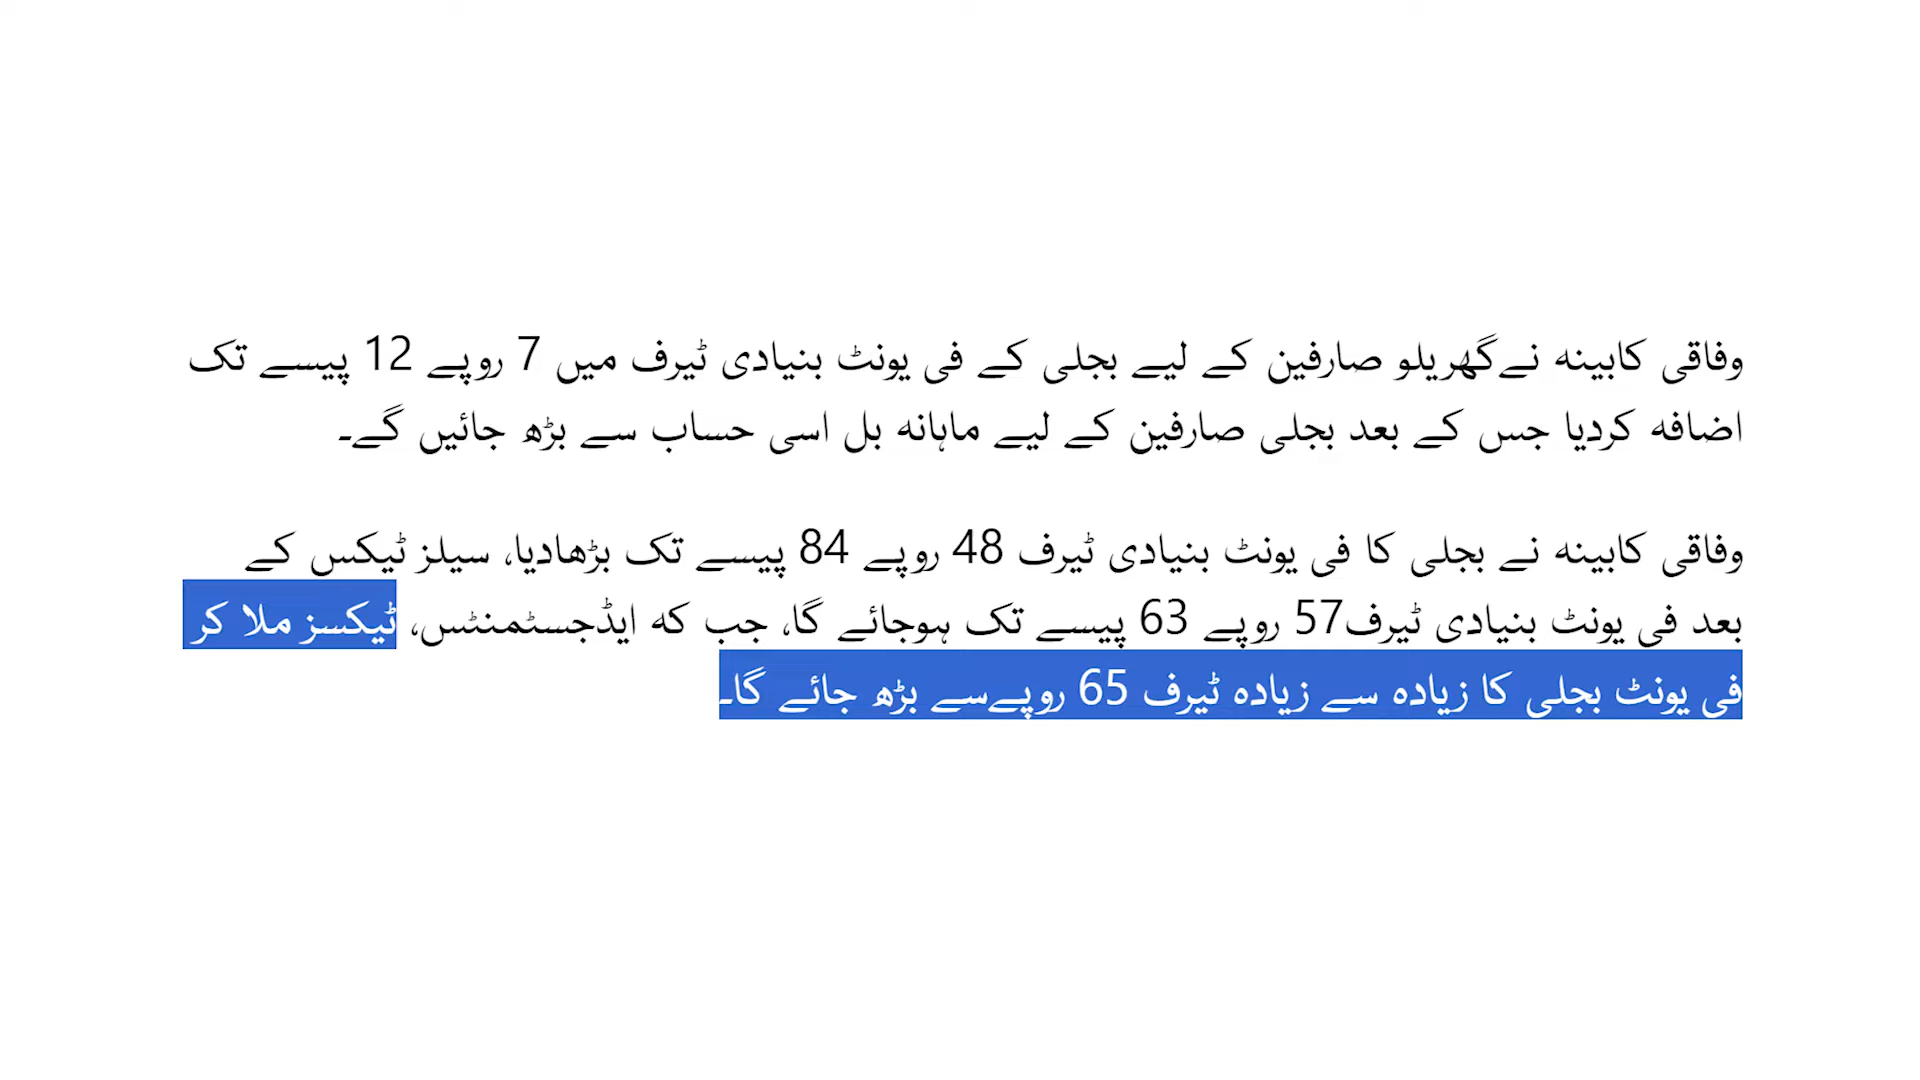 وفاقی کابینہ نےگھریلو صارفین کے لیے بجلی کے فی یونٹ بنیادی ٹیرف میں 7 روپے 12 پیسے تک
اضافہ کردیا جس کے بعد بجلی صارفین کے لیے ماہانہ بل اسی حساب سے بڑھ جائیں گے۔
وفاقی کابینہ نے بجلی کا فی یونٹ بنیادی ٹیرف 48 روپے 84 پیسے تک بڑھادیا، سیلز ٹیکس کے
بعد فی یونٹ بنیادی ٹیرف57 روپے 63 پیسے تک ہوجائے گا، جب کہ ایڈجسٹمنٹس، ٹیکسز ملا کر
فی یونٹ بجلی کا زیادہ سے زیادہ ٹیرف 65 روپےسے بڑھ جائے گا۔